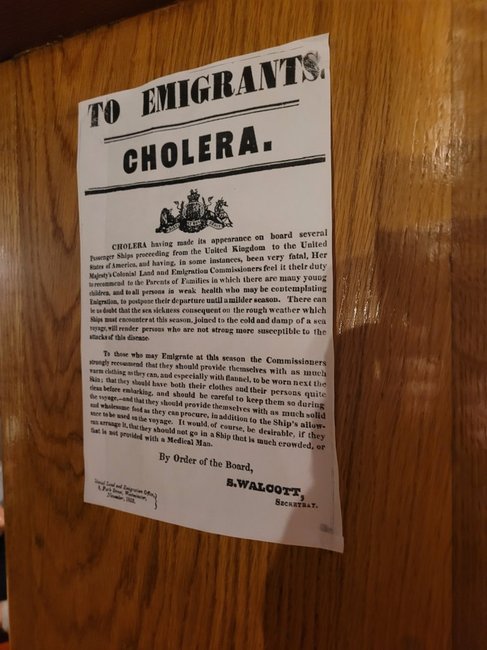 TO EMIGRANTS.
CHOLERA.
CHOLERA having made its appearance on board several
Passenger Ships proceeding from the United Kingdom to the United
States of America, and having, in some instances, been very fatal, Her
Majesty's Colonial Land and Emigration Commissioners feel it their duty
to recommend to the Parents of Families in which there are many young
children, and to all persons in weak health who may be contemplating
Emigration, to postpone their departure until a milder season. There can
be no doubt that the sea sickness consequent on the rough weather which
Ships must encounter at this season, joined to the cold and damp of a sea
voyage, will render persons who are not strong more susceptible to the
attacks of this disease.
To those who may Emigrate at this season the Commissioners
strongly recommend that they should provide themselves with as much
warm clothing as they can, and especially with flannel, to be worn next the
Skin; that they should have both their clothes and their persons quite
clean before embarking, and should be careful to keep them so during
the voyage,—and that they should provide themselves with as much solid
and wholesome food as they can procure, in addition to the Ship's allow-
ance to be used on the voyage. It would, of course, be desirable, if they
can arrange it, that they should not go in a Ship that is much crowded, or
that is not provided with a Medical Man.
By Order of the Board,
S. WALCOTT,
SECRETARY.
Colonial Land and Emigration Office,
Park Street, Westminster,
November,